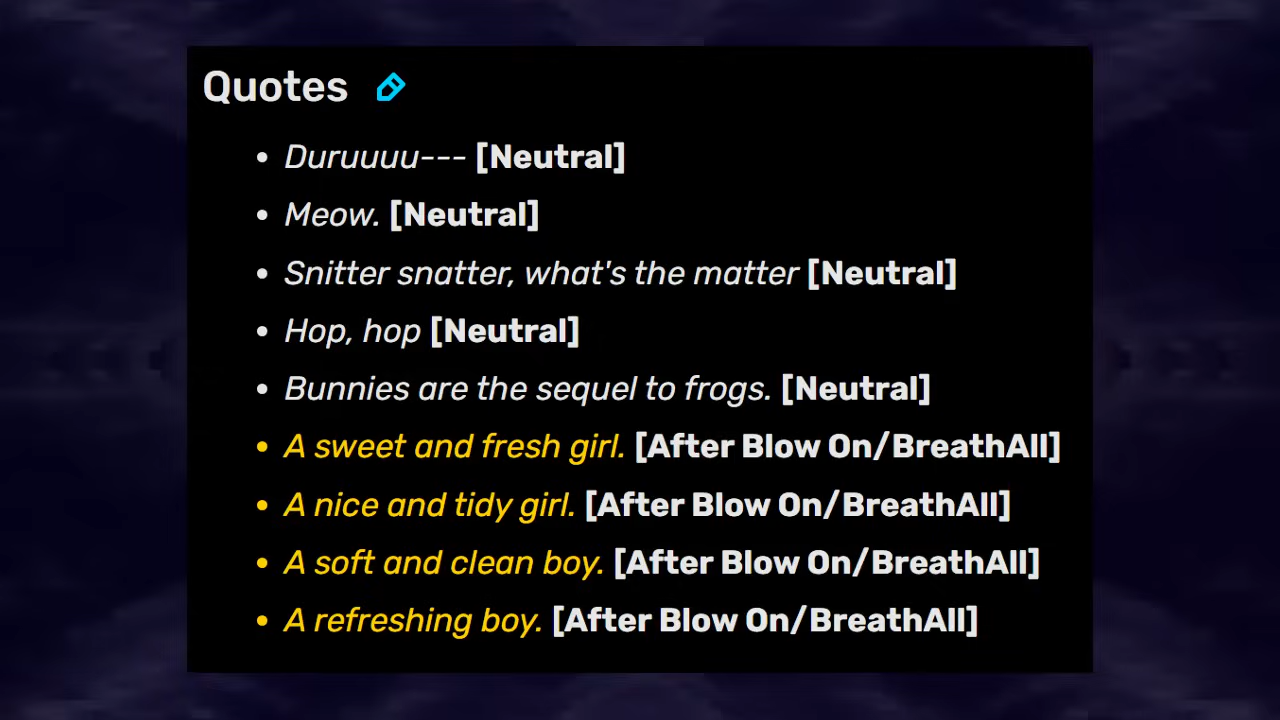 Quotes
Duruuuu--- [Neutral]
Meow. [Neutral]
Snitter snatter, what's the matter [Neutral]
Hop, hop [Neutral]
Bunnies are the sequel to frogs. [Neutral]
A sweet and fresh girl. [After Blow On/BreathAll]
A nice and tidy girl. [After Blow On/BreathAll]
A soft and clean boy. [After Blow On/BreathAll]
A refreshing boy. [After Blow On/BreathAll]